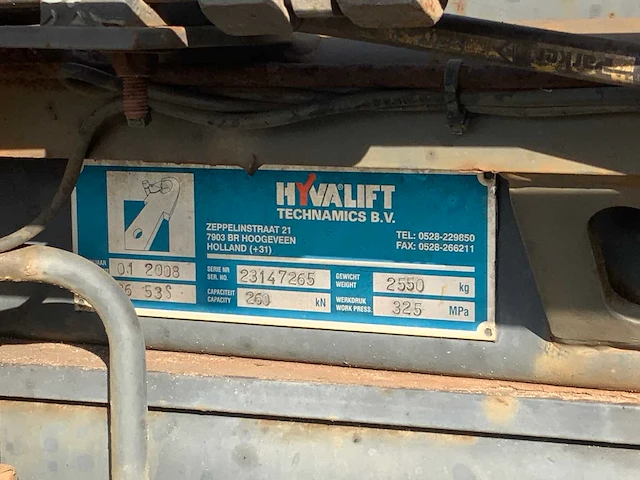 HYVALIFT
TECHNAMICS B.V.
ZEPPELINSTRAAT 21
7903 BR HOOGEVEEN
HOLLAND (+31)
TEL: 0528-229850
FAX: 0528-266211
01 2008
SERIE NR
SER. NO.
23147265
GEWICHT
WEIGHT
2550 kg
CAPACITEIT
CAPACITY
260 kN
WERKDRUK
WORK PRESS.
325 MPa